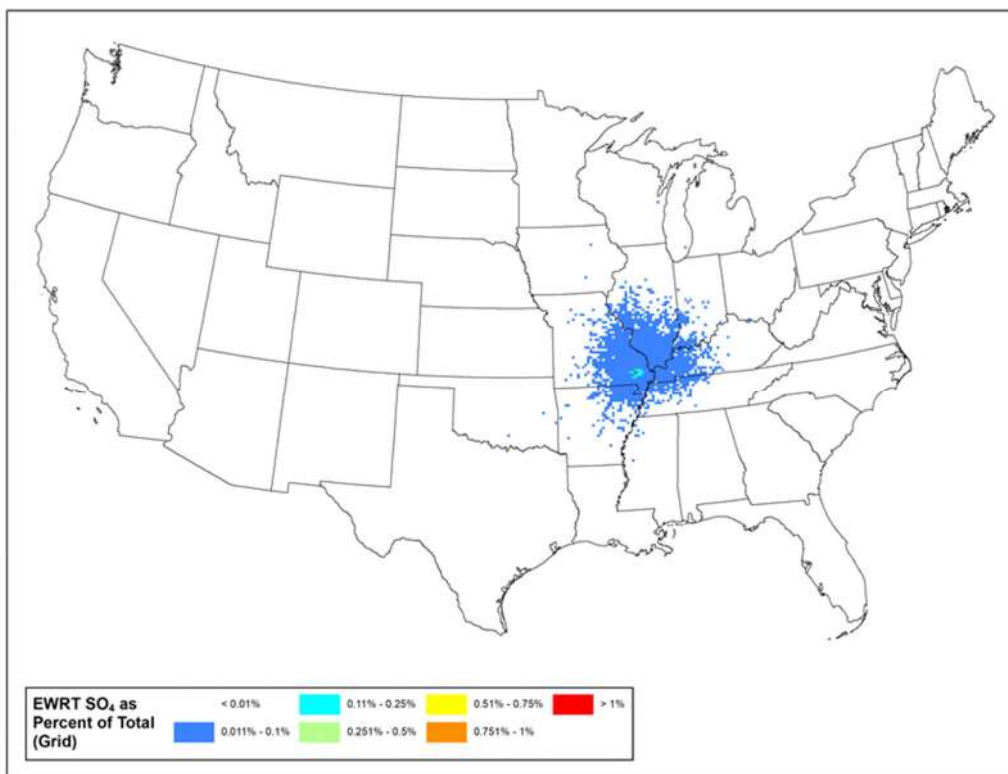 EWRT SO₄ as
Percent of Total
(Grid)
< 0.01%
0.11% - 0.25%
0.51% - 0.75%
> 1%
0.011% - 0.1%
0.251% - 0.5%
0.751% - 1%